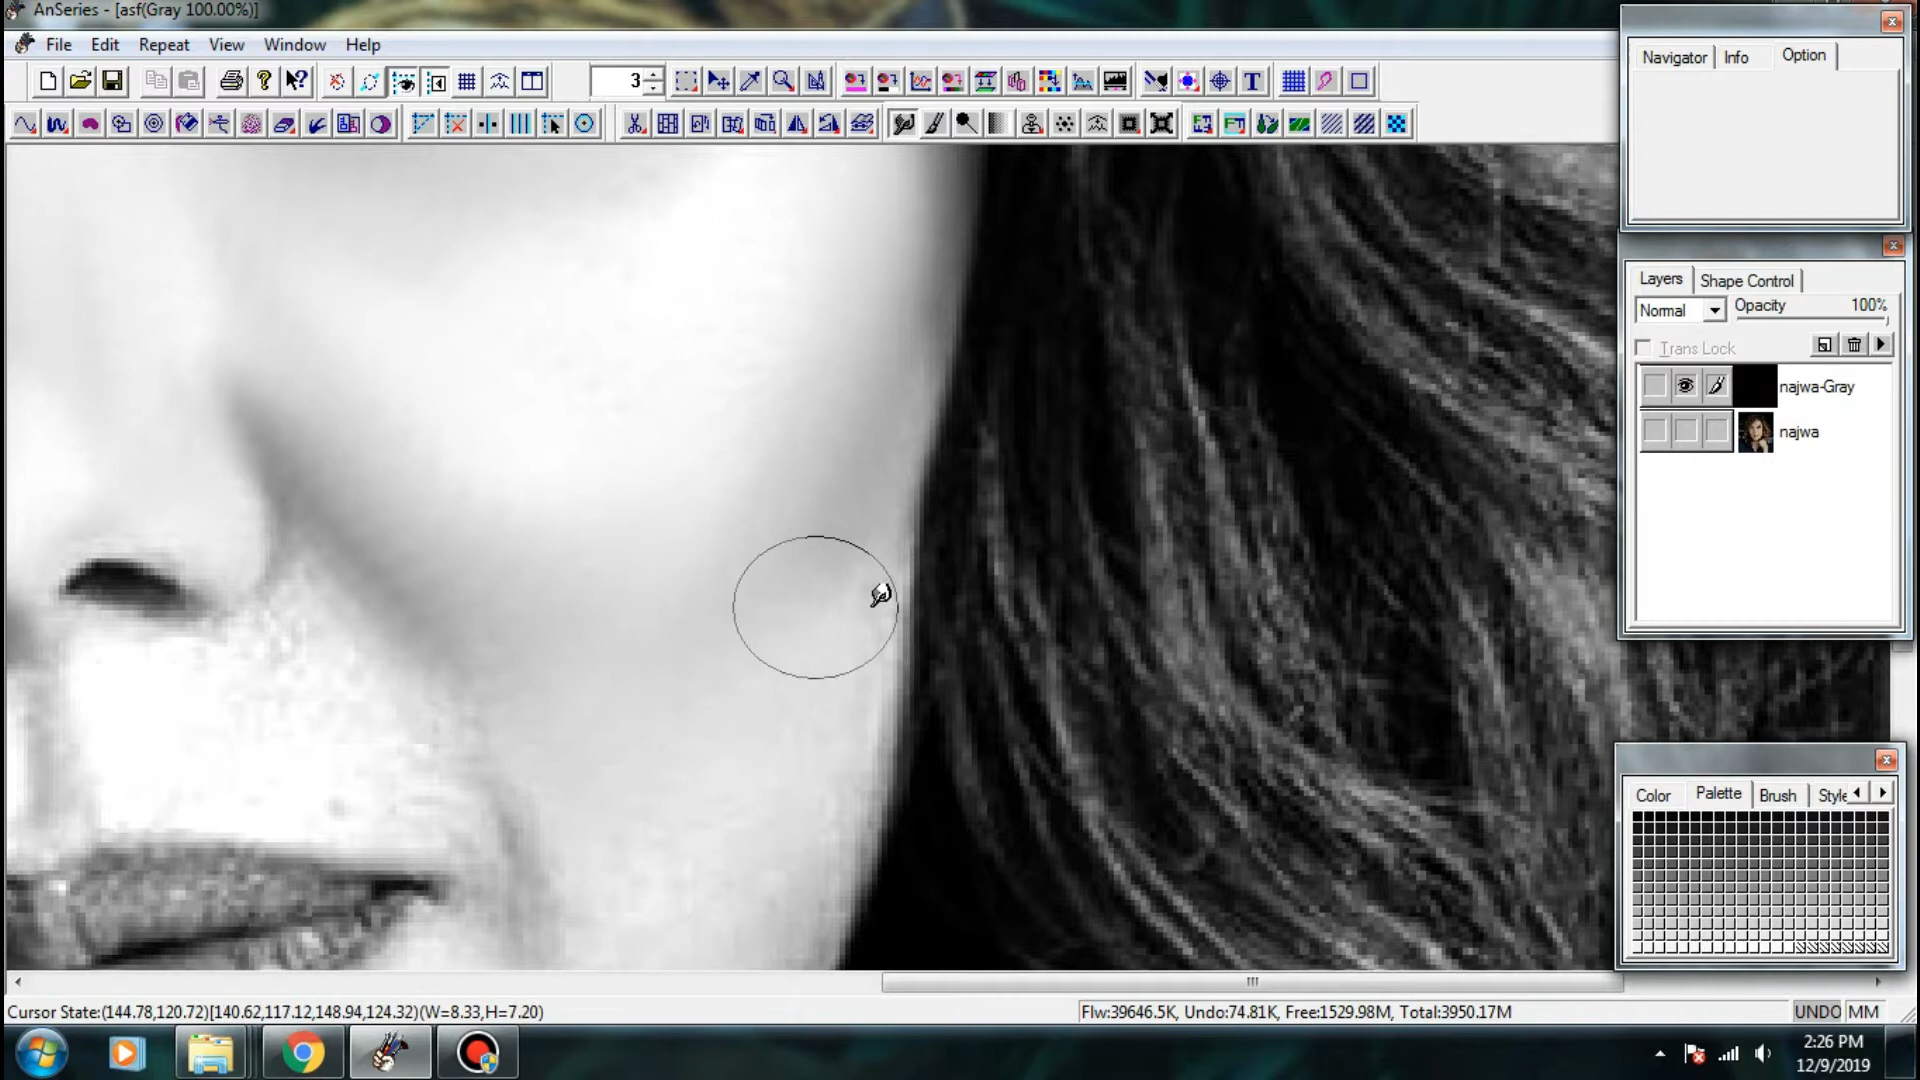 AnSeries - [asf(Gray 100.00%)]
File Edit Repeat View Window Help
3
Navigator Info Option
Layers Shape Control
Normal Opacity 100%
Trans Lock
najwa-Gray
najwa
Color Palette Brush Style
Cursor State:(144.78,120.72)[140.62,117.12,148.94,124.32)(W=8.33,H=7.20)
Flw:39646.5K, Undo:74.81K, Free:1529.98M, Total:3950.17M
UNDO MM
2:26 PM
12/9/2019